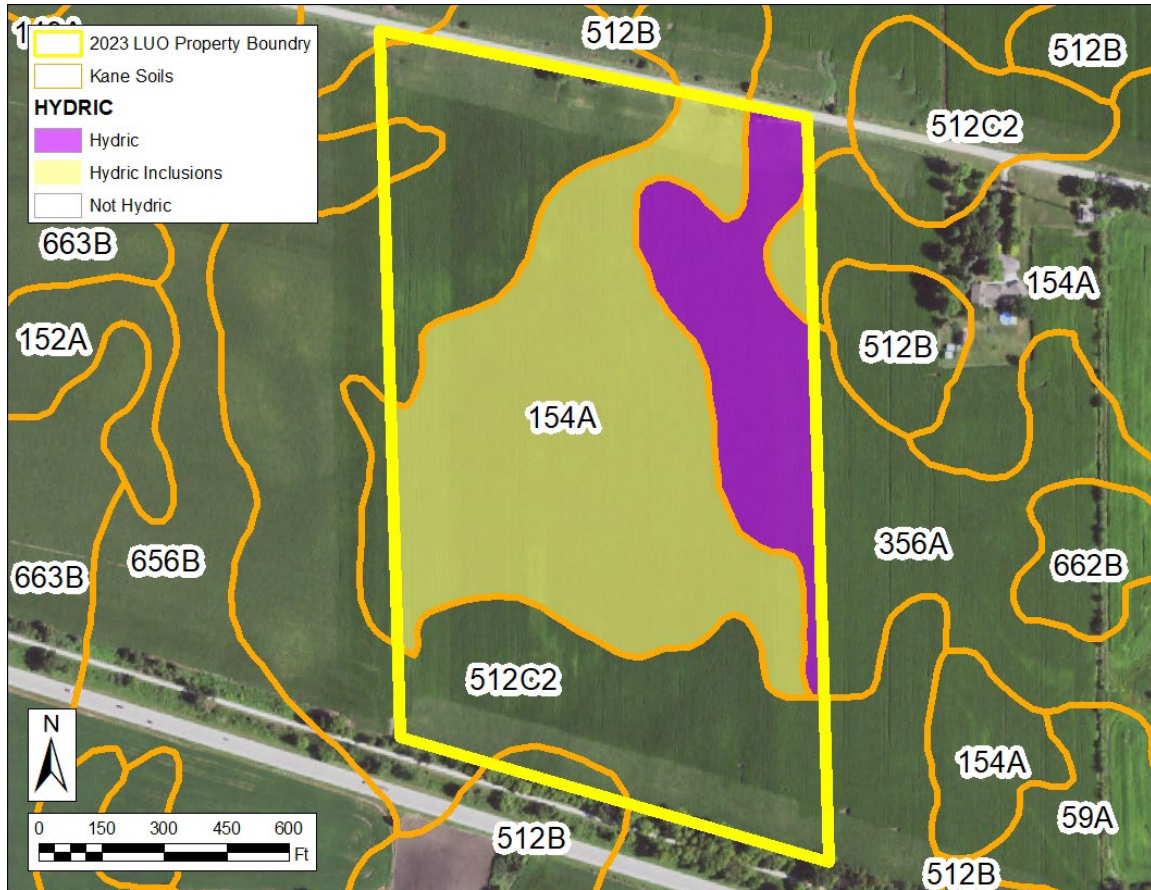 2023 LUO Property Boundry
Kane Soils
HYDRIC
Hydric
Hydric Inclusions
Not Hydric
512B
512B
512C2
663B
154A
152A
512B
154A
356A
656B
662B
663B
512C2
N
154A
59A
0 150 300 450 600
Ft
512B
512B